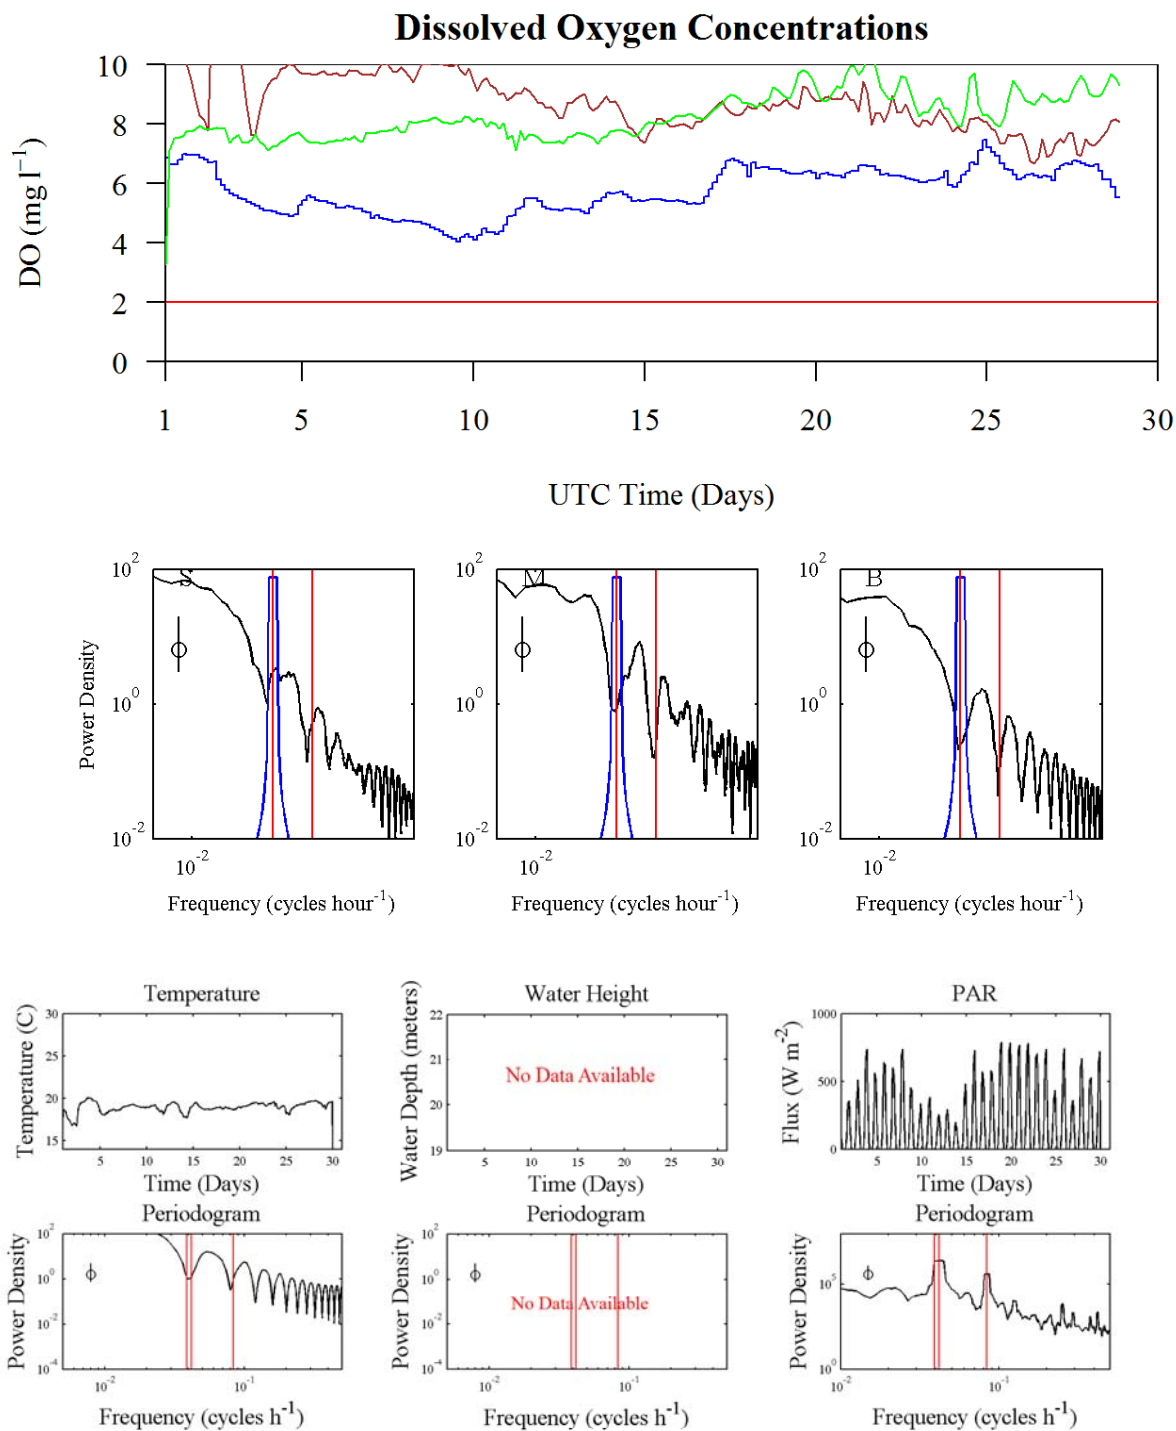 Dissolved Oxygen Concentrations
DO (mg l⁻¹)
10
8
6
4
2
0
1 5 10 15 20 25 30
UTC Time (Days)
S M B
Power Density
10² 10² 10²
10⁰ 10⁰ 10⁰
10⁻² 10⁻² 10⁻²
10⁻² 10⁻² 10⁻²
ϕ ϕ ϕ
Frequency (cycles hour⁻¹) Frequency (cycles hour⁻¹) Frequency (cycles hour⁻¹)
Temperature Water Height PAR
Temperature (C)
30
25
20
15
5 10 15 20 25 30
Time (Days)
Water Depth (meters)
22
21
20
19
No Data Available
5 10 15 20 25 30
Time (Days)
Flux (W m⁻²)
1000
500
0
5 10 15 20 25 30
Time (Days)
Periodogram Periodogram Periodogram
Power Density
10²
10⁰
10⁻²
10⁻⁴
ϕ
10⁻² 10⁻¹
Frequency (cycles h⁻¹)
Power Density
10²
10⁰
10⁻²
10⁻⁴
ϕ
No Data Available
10⁻² 10⁻¹
Frequency (cycles h⁻¹)
Power Density
10⁵
10⁰
ϕ
10⁻² 10⁻¹
Frequency (cycles h⁻¹)